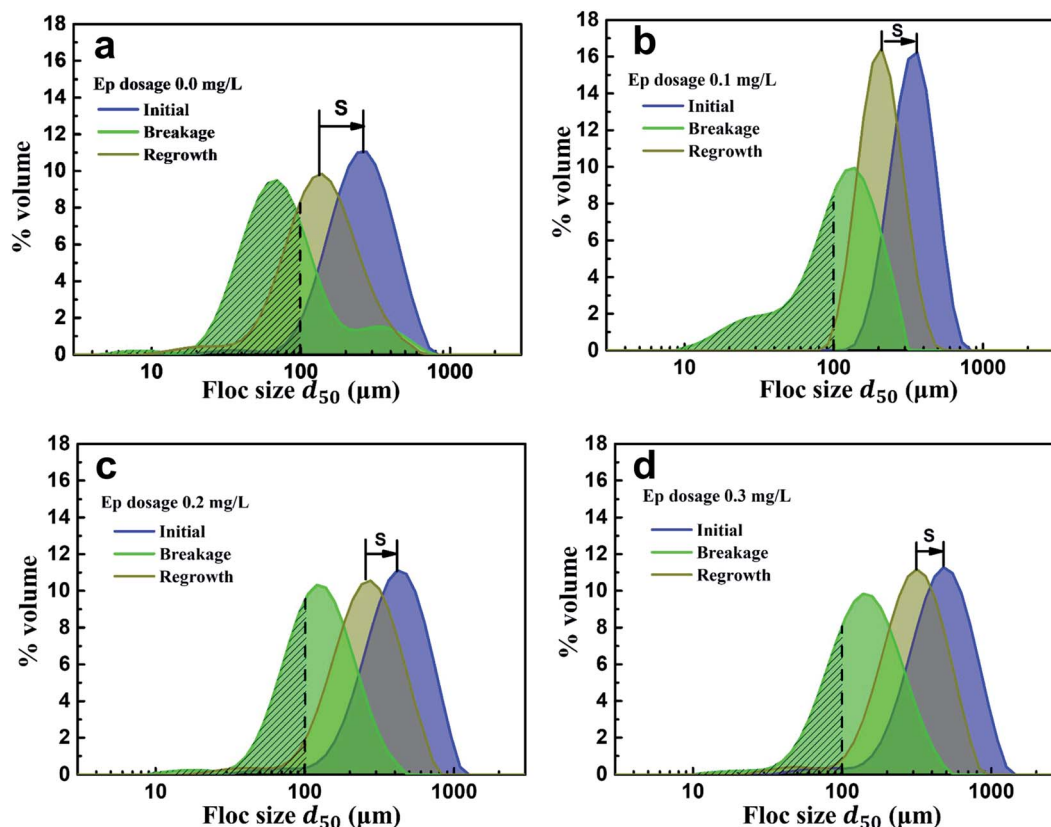 a
Ep dosage 0.0 mg/L
Initial
Breakage
Regrowth
S
18
16
14
12
10
8
6
4
2
0
% volume
10
100
1000
Floc size d₅₀ (μm)
b
Ep dosage 0.1 mg/L
Initial
Breakage
Regrowth
S
18
16
14
12
10
8
6
4
2
0
% volume
10
100
1000
Floc size d₅₀ (μm)
c
Ep dosage 0.2 mg/L
Initial
Breakage
Regrowth
S
18
16
14
12
10
8
6
4
2
0
% volume
10
100
1000
Floc size d₅₀ (μm)
d
Ep dosage 0.3 mg/L
Initial
Breakage
Regrowth
S
18
16
14
12
10
8
6
4
2
0
% volume
10
100
1000
Floc size d₅₀ (μm)